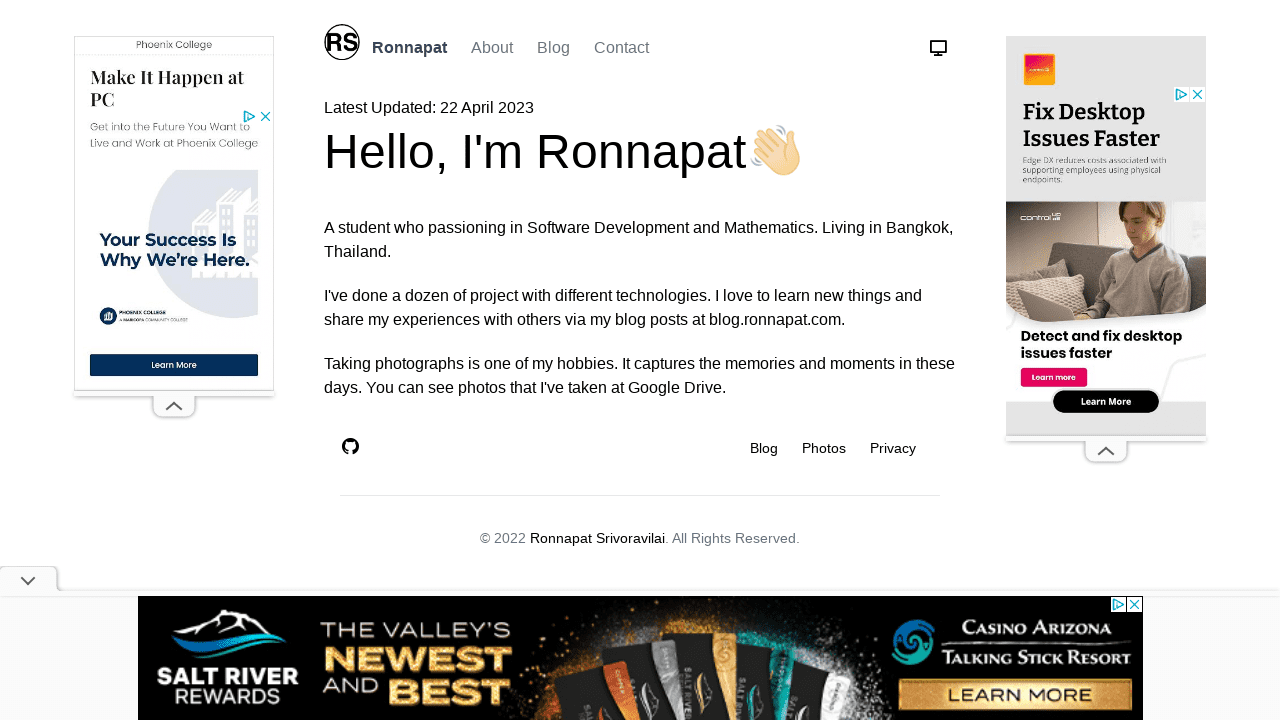 RS
Ronnapat
About
Blog
Contact
Phoenix College
Make It Happen at
PC
Get into the Future You Want to
Live and Work at Phoenix College
Your Success Is
Why We're Here.
PHOENIX COLLEGE
A MARICOPA COMMUNITY COLLEGE
Learn More
Latest Updated: 22 April 2023
Hello, I'm Ronnapat
A student who passioning in Software Development and Mathematics. Living in Bangkok,
Thailand.
I've done a dozen of project with different technologies. I love to learn new things and
share my experiences with others via my blog posts at blog.ronnapat.com.
Taking photographs is one of my hobbies. It captures the memories and moments in these
days. You can see photos that I've taken at Google Drive.
Blog
Photos
Privacy
© 2022 Ronnapat Srivoravilai. All Rights Reserved.
Fix Desktop
Issues Faster
Edge DX reduces costs associated with
supporting employees using physical
endpoints.
control up
Detect and fix desktop
issues faster
Learn more
Learn More
SALT RIVER
REWARDS
THE VALLEY'S
NEWEST
AND BEST
CASINO ARIZONA
TALKING STICK RESORT
LEARN MORE